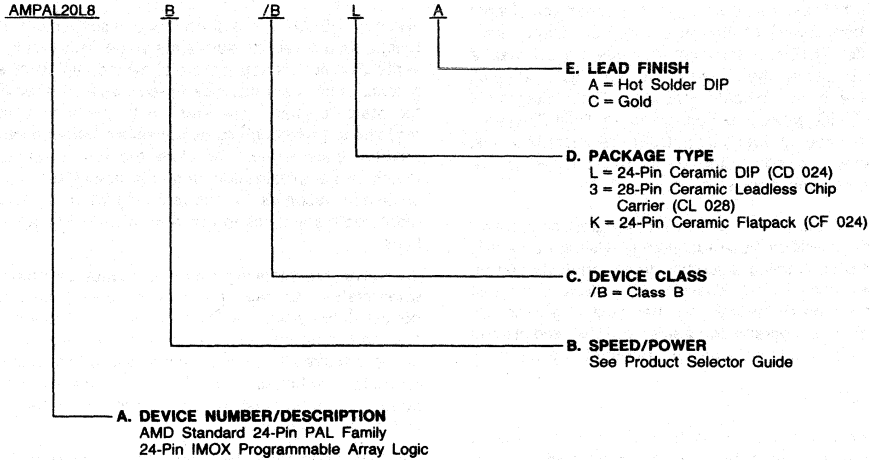 AMPAL20L8 B /B L A
E. LEAD FINISH
A = Hot Solder DIP
C = Gold
D. PACKAGE TYPE
L = 24-Pin Ceramic DIP (CD 024)
3 = 28-Pin Ceramic Leadless Chip
Carrier (CL 028)
K = 24-Pin Ceramic Flatpack (CF 024)
C. DEVICE CLASS
/B = Class B
B. SPEED/POWER
See Product Selector Guide
A. DEVICE NUMBER/DESCRIPTION
AMD Standard 24-Pin PAL Family
24-Pin IMOX Programmable Array Logic